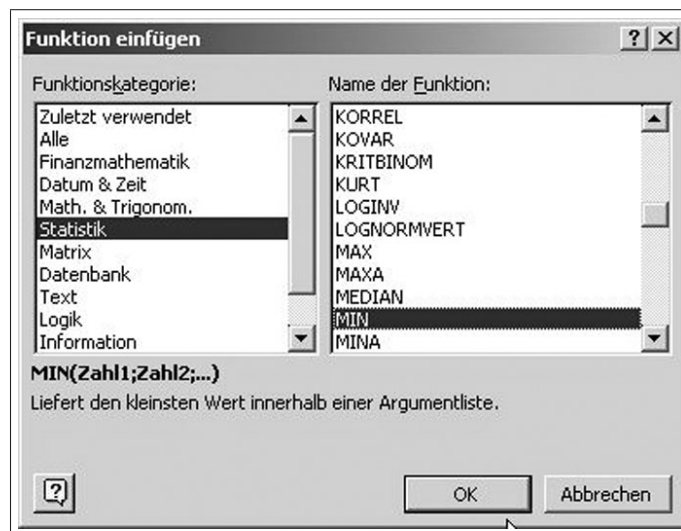 Funktion einfügen
Funktionskategorie:
Zuletzt verwendet
Alle
Finanzmathematik
Datum & Zeit
Math. & Trigonom.
Statistik
Matrix
Datenbank
Text
Logik
Information
Name der Funktion:
KORREL
KOVAR
KRITBINOM
KURT
LOGINV
LOGNORMVERT
MAX
MAXA
MEDIAN
MIN
MINA
MIN(Zahl1;Zahl2;...)
Liefert den kleinsten Wert innerhalb einer Argumentliste.
OK
Abbrechen